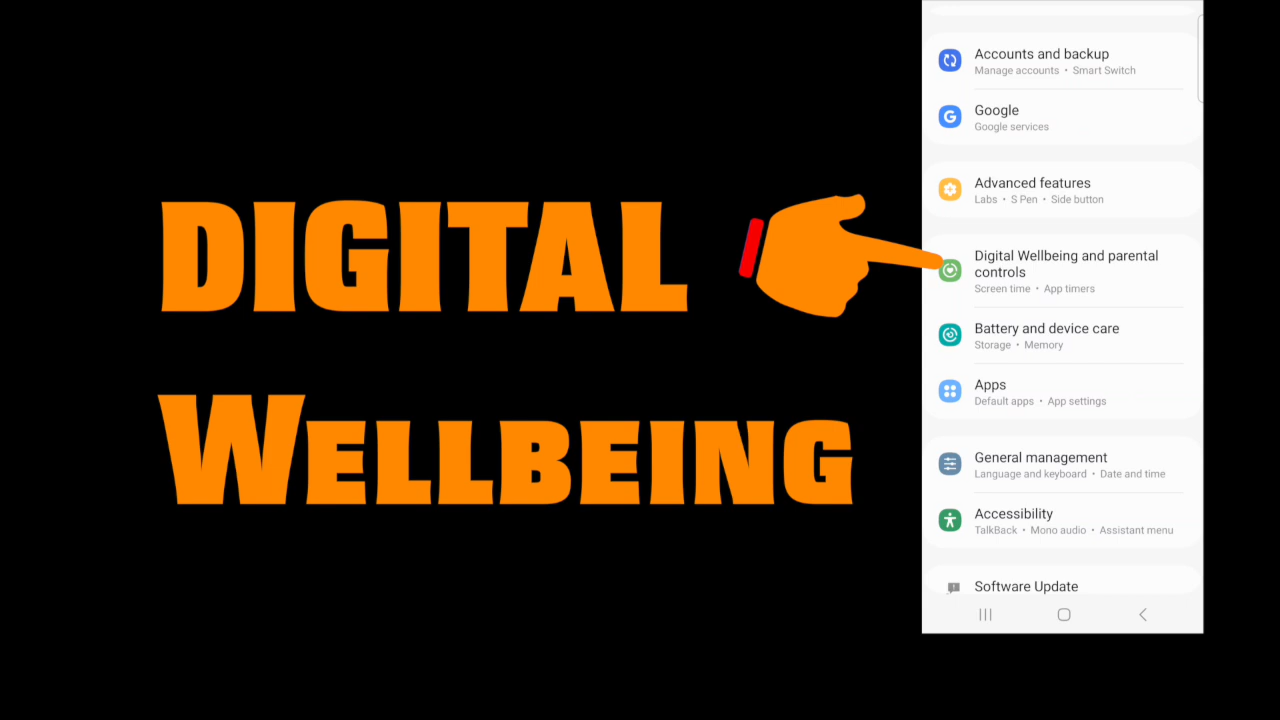 DIGITAL
WELLBEING
Accounts and backup
Manage accounts • Smart Switch
Google
Google services
Advanced features
Labs • S Pen • Side button
Digital Wellbeing and parental
controls
Screen time • App timers
Battery and device care
Storage • Memory
Apps
Default apps • App settings
General management
Language and keyboard • Date and time
Accessibility
TalkBack • Mono audio • Assistant menu
Software Update